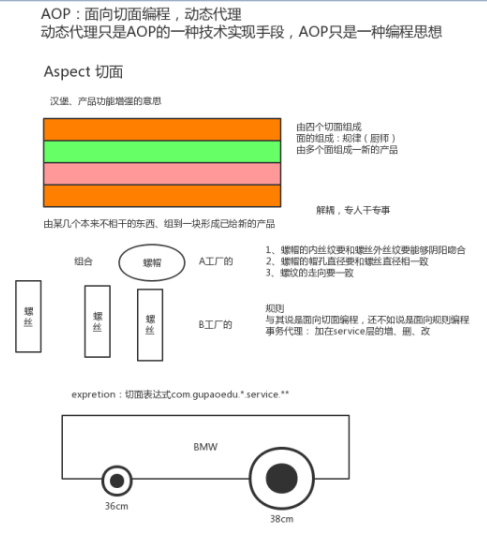 AOP：面向切面编程，动态代理
动态代理只是AOP的一种技术实现手段，AOP只是一种编程思想
Aspect 切面
汉堡、产品功能增强的意思
由四个切面组成
面的组成：规律（厨师）
由多个面组成一新的产品
解耦，专人干专事
由某几个本来不相干的东西、组到一块形成已给新的产品
组合
螺帽
A工厂的
1、螺帽的内丝纹要和螺丝外丝纹要能够阴阳吻合
2、螺帽的帽孔直径要和螺丝直径相一致
3、螺纹的走向要一致
螺丝
螺丝
螺丝
B工厂的
规则
与其说是面向切面编程，还不如说是面向规则编程
事务代理： 加在service层的增、删、改
expretion：切面表达式com.gupaoedu.*.service.**
BMW
36cm
38cm